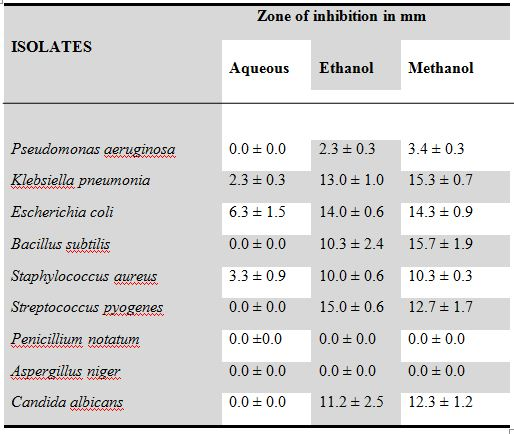 Zone of inhibition in mm
ISOLATES
Aqueous Ethanol Methanol
Pseudomonas aeruginosa 0.0 ± 0.0 2.3 ± 0.3 3.4 ± 0.3
Klebsiella pneumonia 2.3 ± 0.3 13.0 ± 1.0 15.3 ± 0.7
Escherichia coli 6.3 ± 1.5 14.0 ± 0.6 14.3 ± 0.9
Bacillus subtilis 0.0 ± 0.0 10.3 ± 2.4 15.7 ± 1.9
Staphylococcus aureus 3.3 ± 0.9 10.0 ± 0.6 10.3 ± 0.3
Streptococcus pyogenes 0.0 ± 0.0 15.0 ± 0.6 12.7 ± 1.7
Penicillium notatum 0.0 ±0.0 0.0 ± 0.0 0.0 ± 0.0
Aspergillus niger 0.0 ± 0.0 0.0 ± 0.0 0.0 ± 0.0
Candida albicans 0.0 ± 0.0 11.2 ± 2.5 12.3 ± 1.2